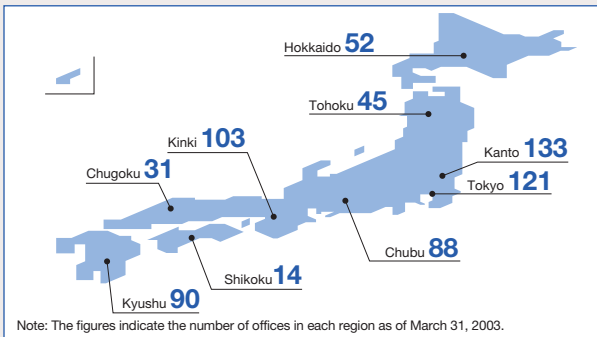 Hokkaido 52
Tohoku 45
Kinki 103
Kanto 133
Chugoku 31
Tokyo 121
Chubu 88
Shikoku 14
Kyushu 90
Note: The figures indicate the number of offices in each region as of March 31, 2003.